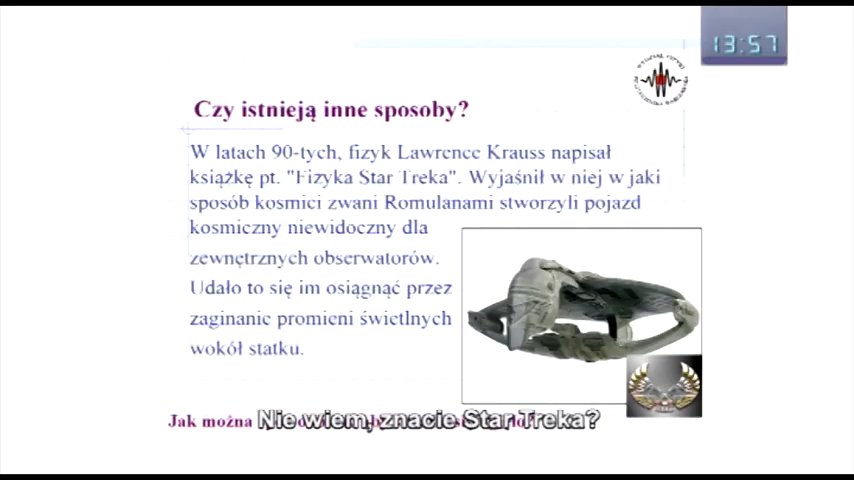 13:57
Czy istnieją inne sposoby?
W latach 90-tych, fizyk Lawrence Krauss napisał
książkę pt. "Fizyka Star Treka". Wyjaśnił w niej w jaki
sposób kosmici zwani Romulanami stworzyli pojazd
kosmiczny niewidoczny dla
zewnętrznych obserwatorów.
Udało to się im osiągnąć przez
zaginanie promieni świetlnych
wokół statku.
Jak można
Nie wiem, znacie Star Treka?